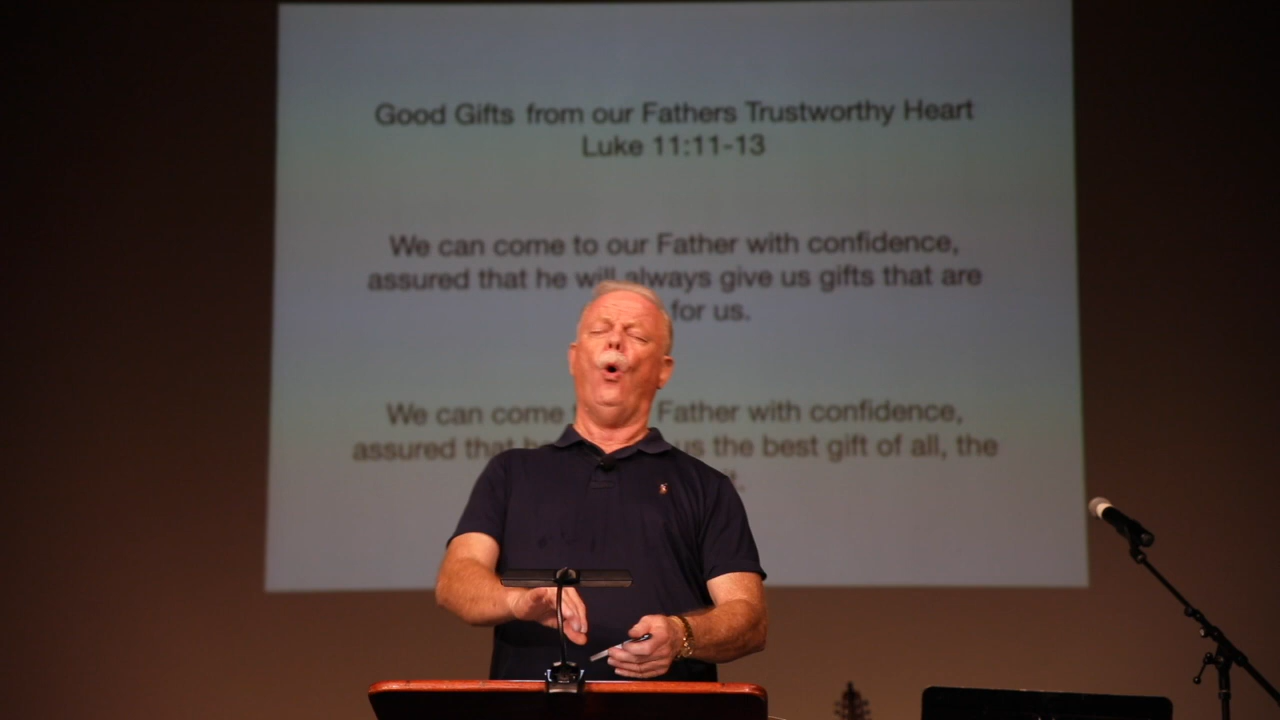 Good Gifts from our Fathers Trustworthy Heart
Luke 11:11-13
We can come to our Father with confidence,
assured that he will always give us gifts that are
for us.
We can come Father with confidence,
assured that us the best gift of all, the